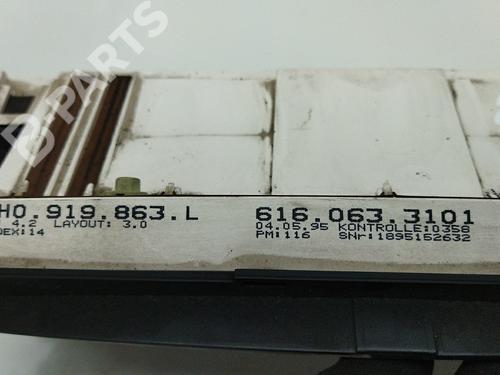 B-PARTS
H0.919.863.L 616.063.3101
4.2 LAYOUT: 3.0 04.05.95 KONTROLLE:0358
DEX:14 PM:116 SNr:1895152632